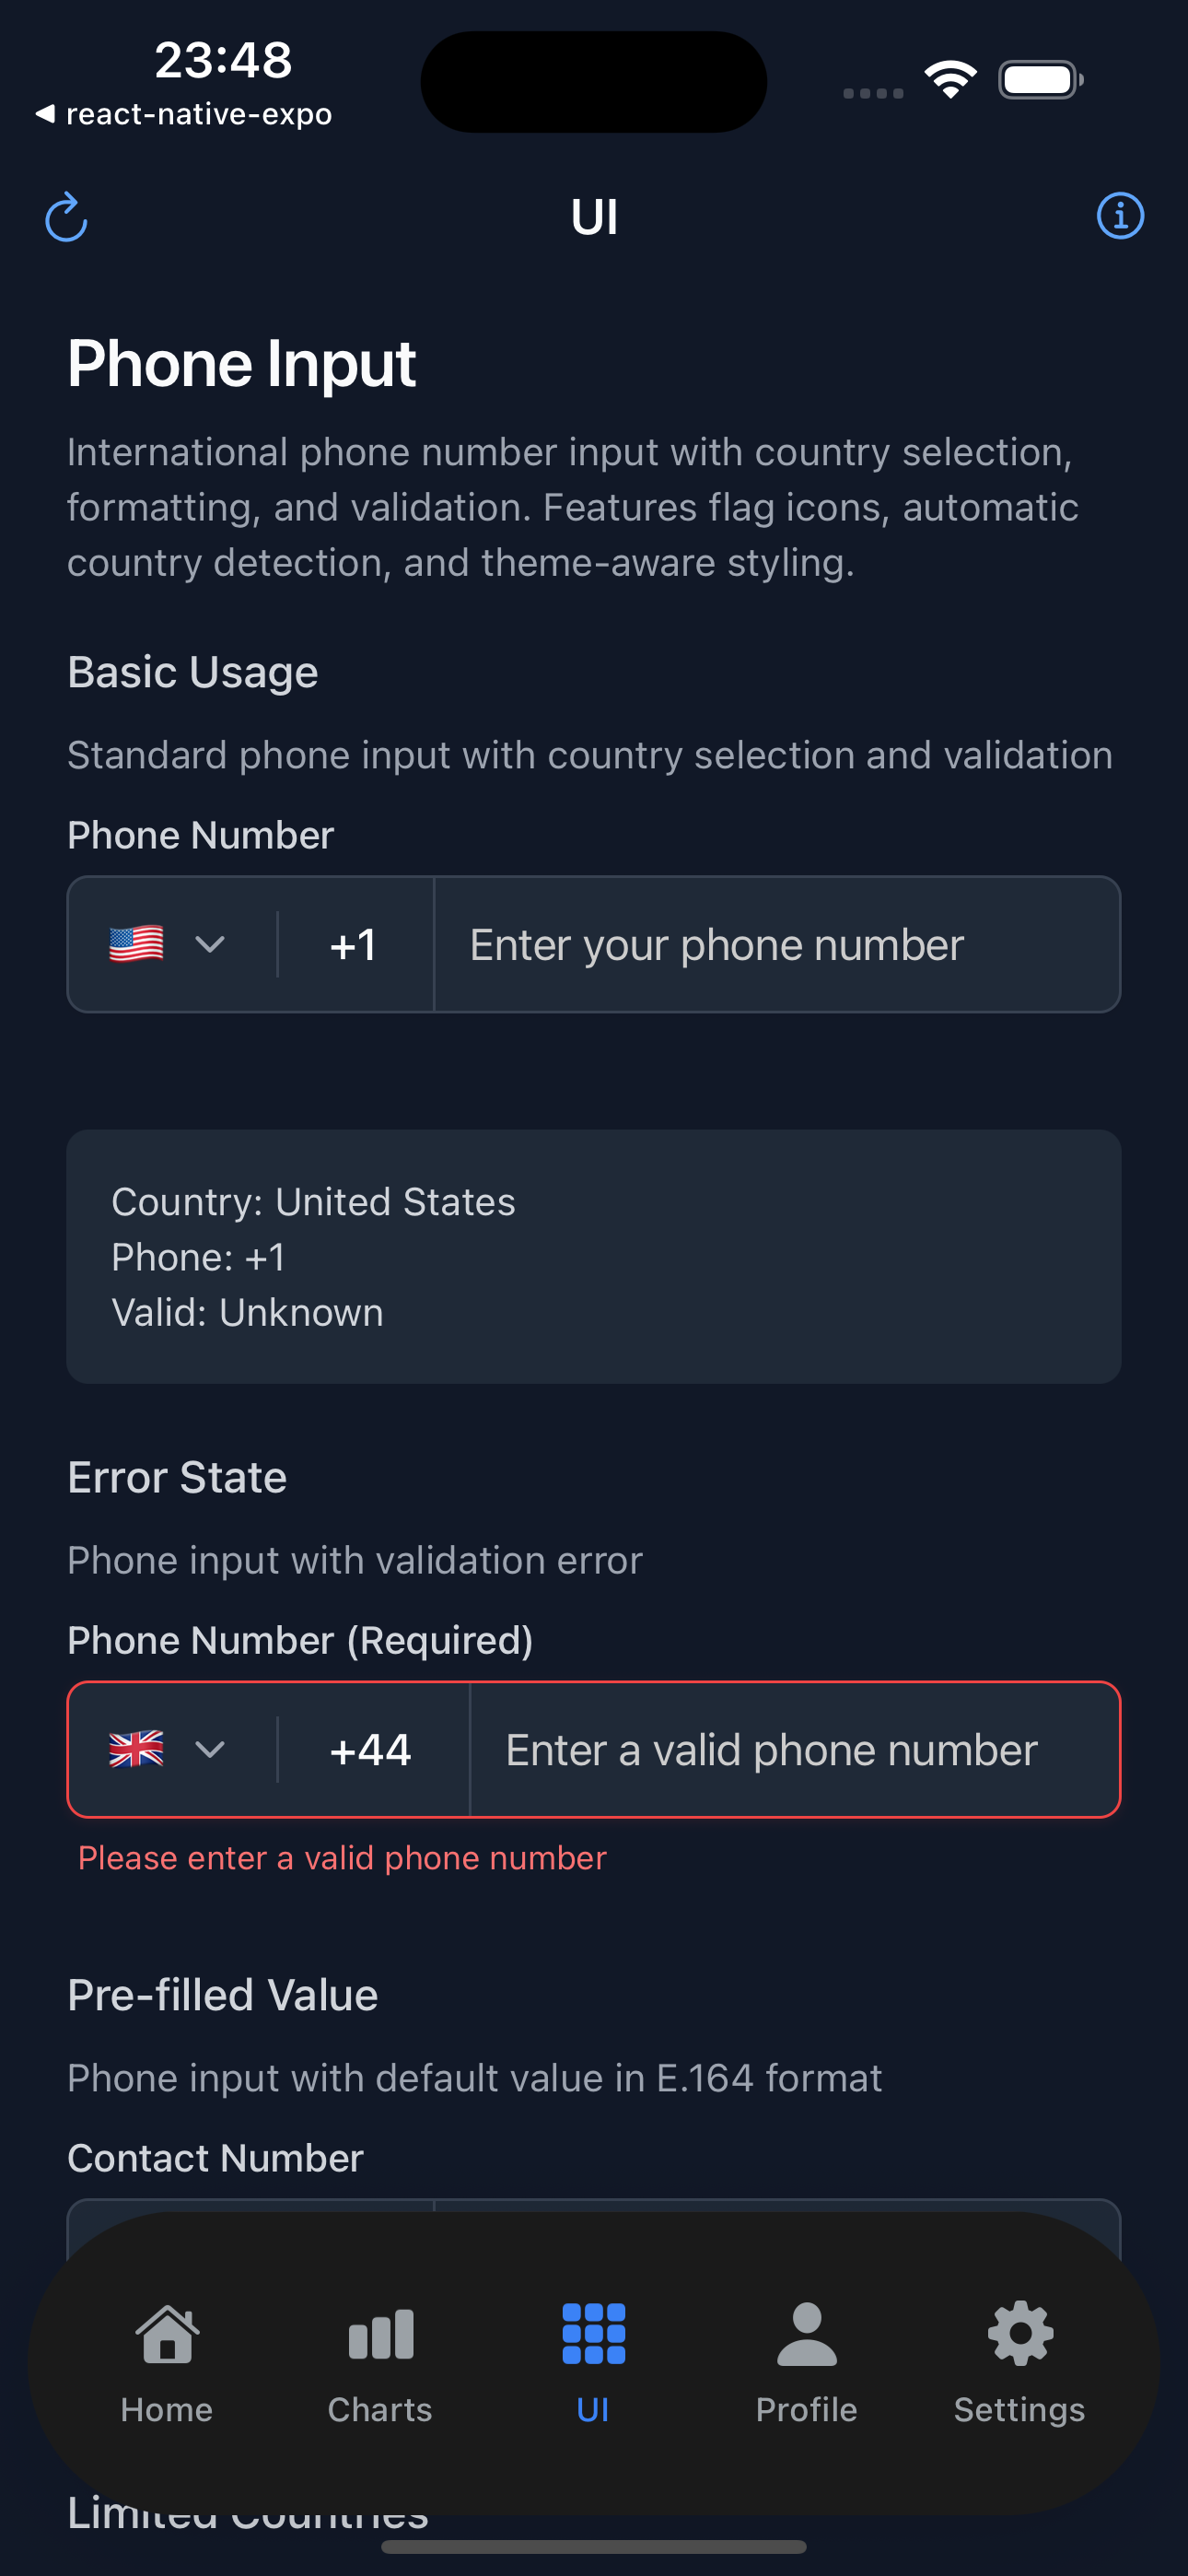 23:48
◀ react-native-expo
UI
Phone Input
International phone number input with country selection,
formatting, and validation. Features flag icons, automatic
country detection, and theme-aware styling.
Basic Usage
Standard phone input with country selection and validation
Phone Number
+1 Enter your phone number
Country: United States
Phone: +1
Valid: Unknown
Error State
Phone input with validation error
Phone Number (Required)
+44 Enter a valid phone number
Please enter a valid phone number
Pre-filled Value
Phone input with default value in E.164 format
Contact Number
Home Charts UI Profile Settings
Limited Countries